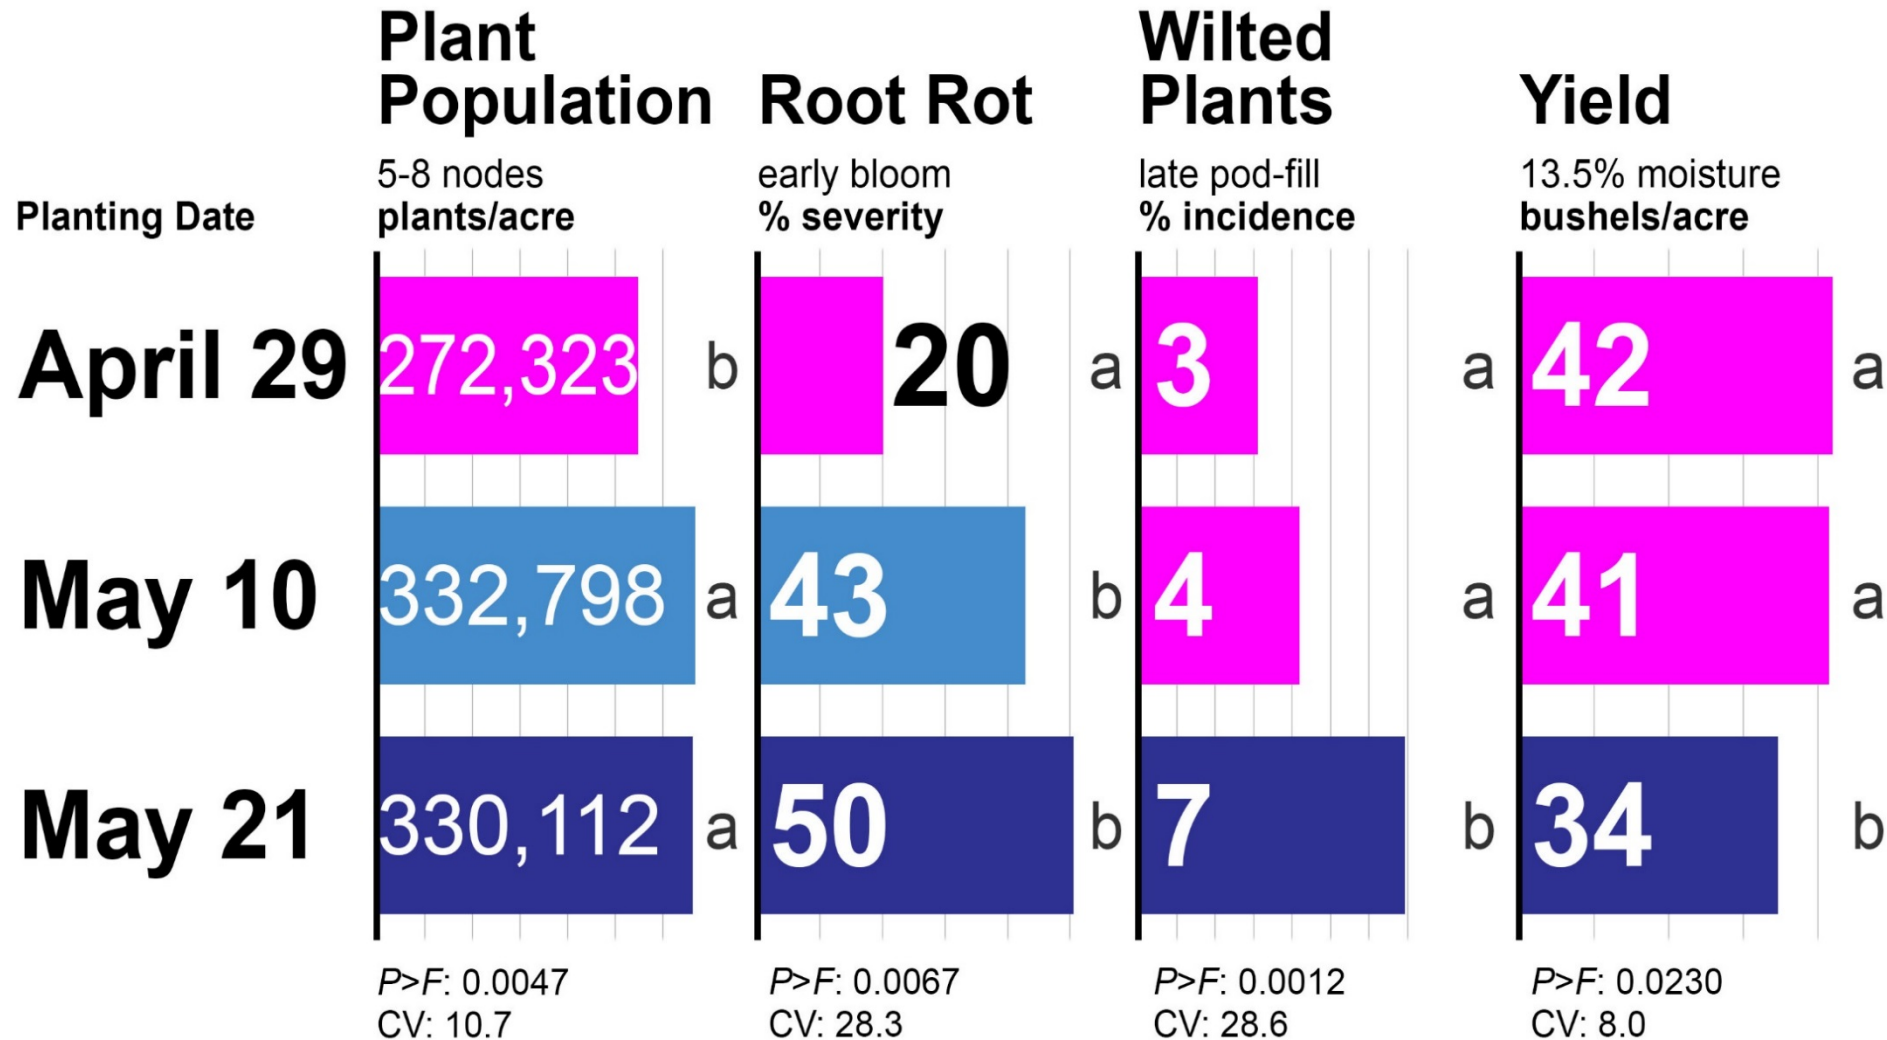 Plant
Population
Root Rot
Wilted
Plants
Yield
Planting Date
5-8 nodes
plants/acre
early bloom
% severity
late pod-fill
% incidence
13.5% moisture
bushels/acre
April 29 272,323 b 20 a 3 a 42 a
May 10 332,798 a 43 b 4 a 41 a
May 21 330,112 a 50 b 7 b 34 b
P>F: 0.0047
CV: 10.7
P>F: 0.0067
CV: 28.3
P>F: 0.0012
CV: 28.6
P>F: 0.0230
CV: 8.0